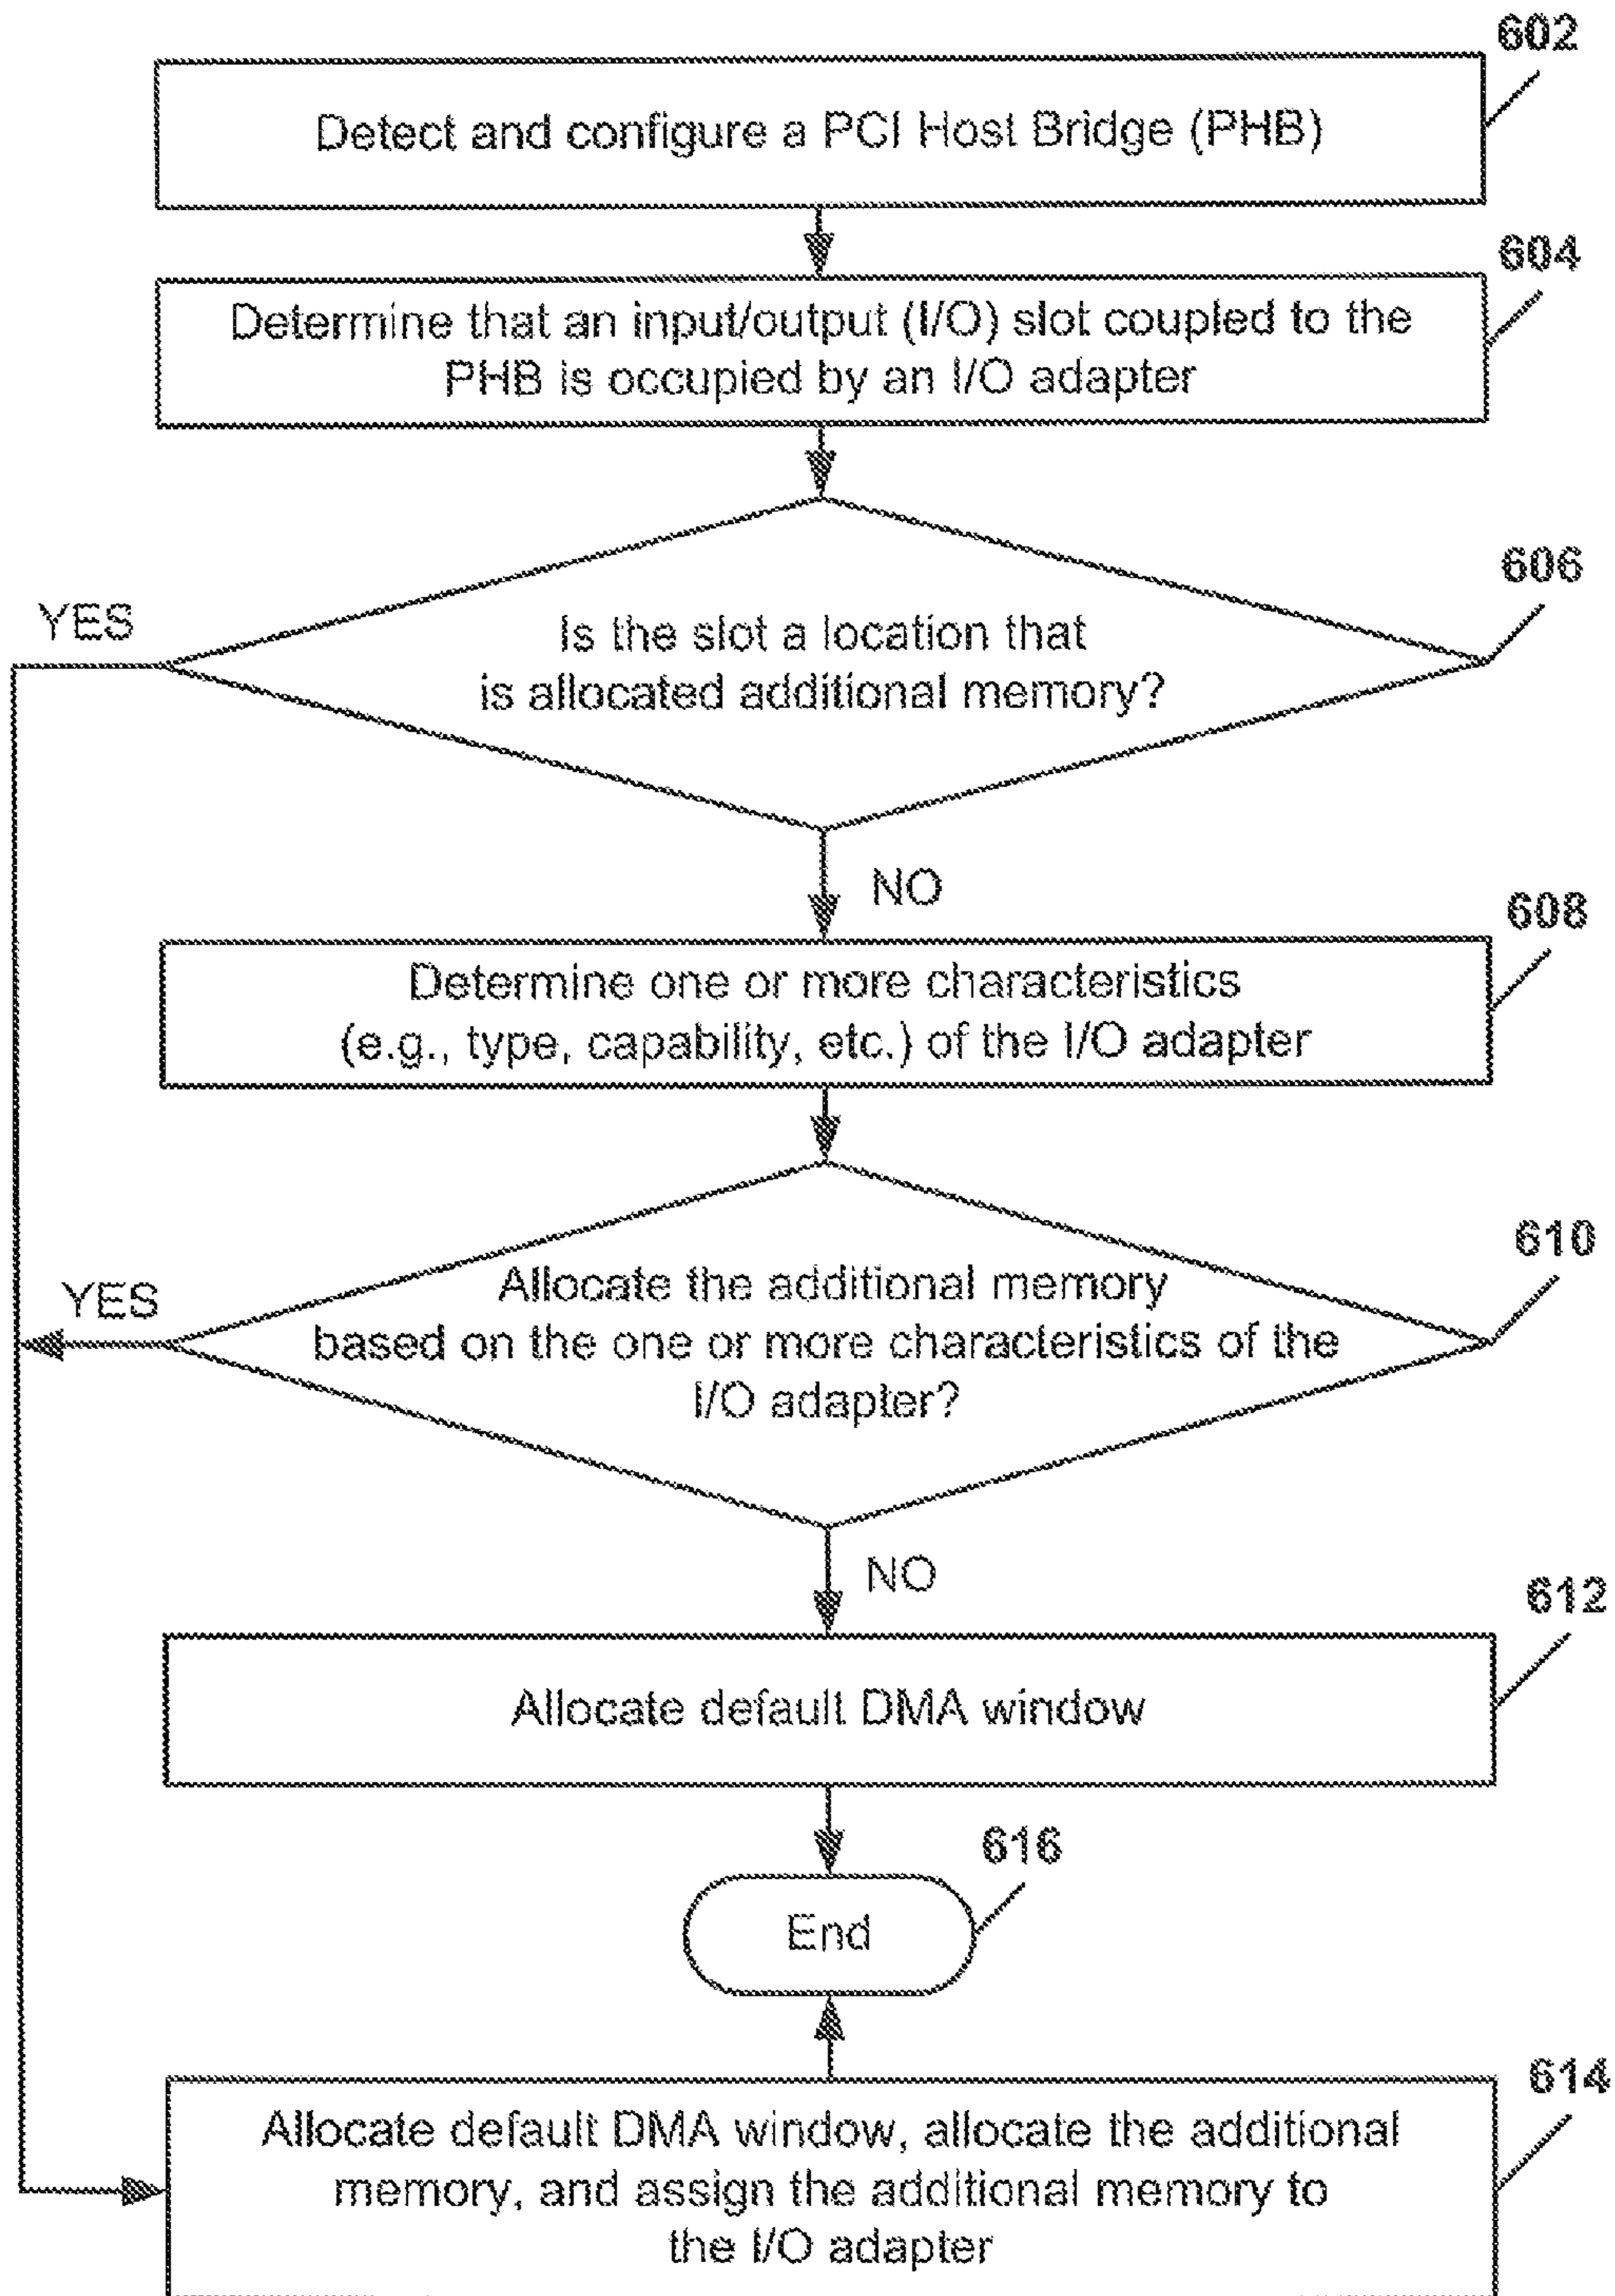 602
Detect and configure a PCI Host Bridge (PHB)
604
Determine that an input/output (I/O) slot coupled to the
PHB is occupied by an I/O adapter
606
YES
Is the slot a location that
is allocated additional memory?
NO
608
Determine one or more characteristics
(e.g., type, capability, etc.) of the I/O adapter
610
YES
Allocate the additional memory
based on the one or more characteristics of the
I/O adapter?
NO
612
Allocate default DMA window
616
End
614
Allocate default DMA window, allocate the additional
memory, and assign the additional memory to
the I/O adapter